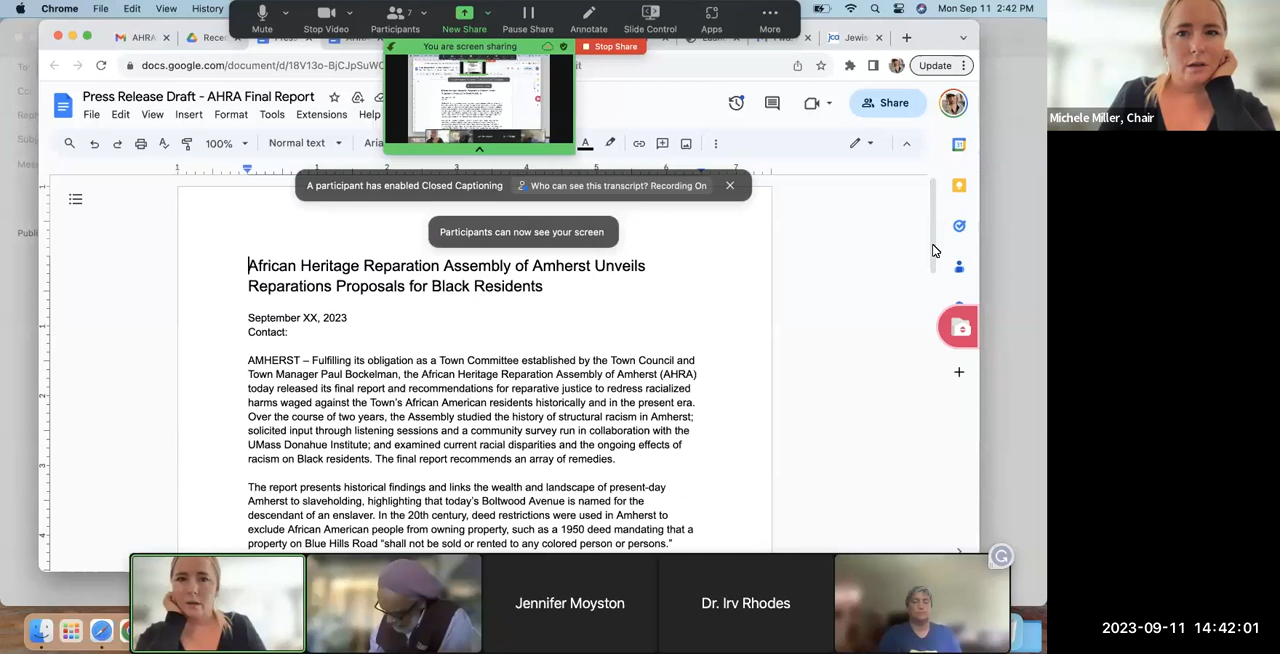 Chrome File Edit View History
Mon Sep 11 2:42 PM
Mute Stop Video Participants 7 New Share Pause Share Annotate Slide Control Apps More
You are screen sharing Stop Share
AHRA
docs.google.com/document/d/18V13o-BjCJpSuWC
Update
Press Release Draft - AHRA Final Report
Share
File Edit View Insert Format Tools Extensions Help
100% Normal text
A participant has enabled Closed Captioning Who can see this transcript? Recording On
Participants can now see your screen
African Heritage Reparation Assembly of Amherst Unveils
Reparations Proposals for Black Residents
September XX, 2023
Contact:
AMHERST – Fulfilling its obligation as a Town Committee established by the Town Council and
Town Manager Paul Bockelman, the African Heritage Reparation Assembly of Amherst (AHRA)
today released its final report and recommendations for reparative justice to redress racialized
harms waged against the Town's African American residents historically and in the present era.
Over the course of two years, the Assembly studied the history of structural racism in Amherst;
solicited input through listening sessions and a community survey run in collaboration with the
UMass Donahue Institute; and examined current racial disparities and the ongoing effects of
racism on Black residents. The final report recommends an array of remedies.
The report presents historical findings and links the wealth and landscape of present-day
Amherst to slaveholding, highlighting that today's Boltwood Avenue is named for the
descendant of an enslaver. In the 20th century, deed restrictions were used in Amherst to
exclude African American people from owning property, such as a 1950 deed mandating that a
property on Blue Hills Road "shall not be sold or rented to any colored person or persons."
Michele Miller, Chair
Jennifer Moyston
Dr. Irv Rhodes
2023-09-11 14:42:01